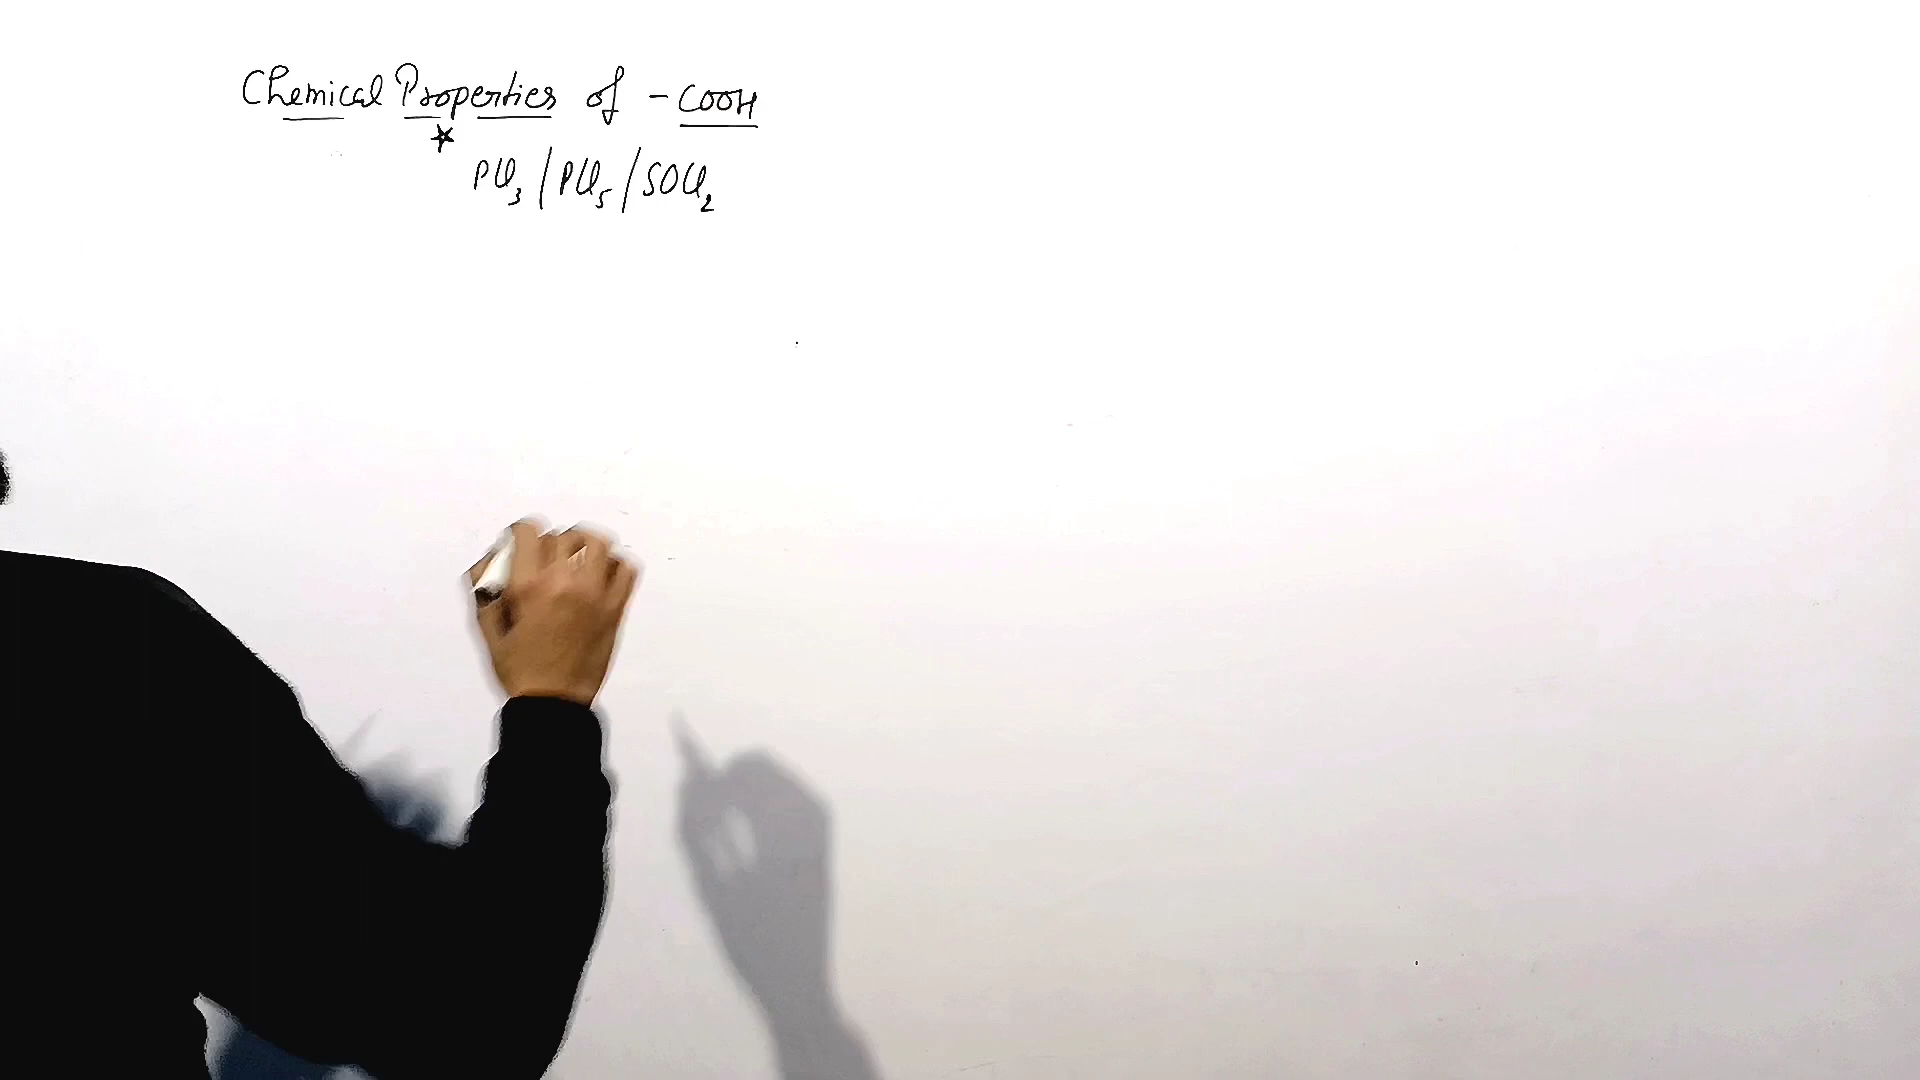 Chemical Properties of -COOH
★
PCl₃ / PCl₅ / SOCl₂